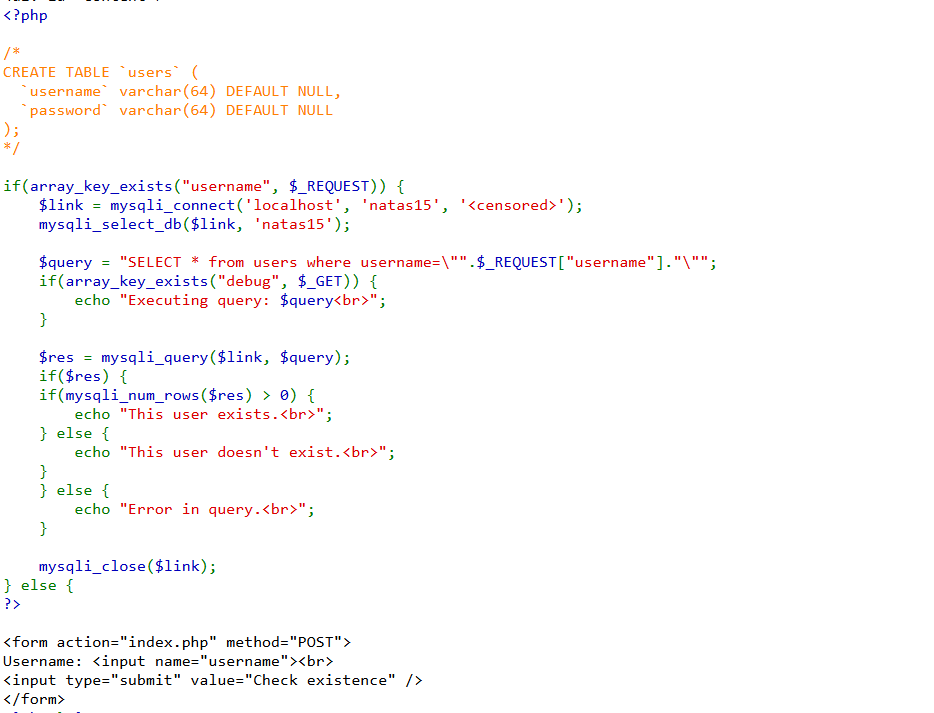 <?php
/*
CREATE TABLE `users` (
  `username` varchar(64) DEFAULT NULL,
  `password` varchar(64) DEFAULT NULL
);
*/
if(array_key_exists("username", $_REQUEST)) {
    $link = mysqli_connect('localhost', 'natas15', '<censored>');
    mysqli_select_db($link, 'natas15');
    $query = "SELECT * from users where username=\"".$_REQUEST["username"]."\"";
    if(array_key_exists("debug", $_GET)) {
        echo "Executing query: $query<br>";
    }
    $res = mysqli_query($link, $query);
    if($res) {
    if(mysqli_num_rows($res) > 0) {
        echo "This user exists.<br>";
    } else {
        echo "This user doesn't exist.<br>";
    }
    } else {
        echo "Error in query.<br>";
    }
    mysqli_close($link);
} else {
?>
<form action="index.php" method="POST">
Username: <input name="username"><br>
<input type="submit" value="Check existence" />
</form>